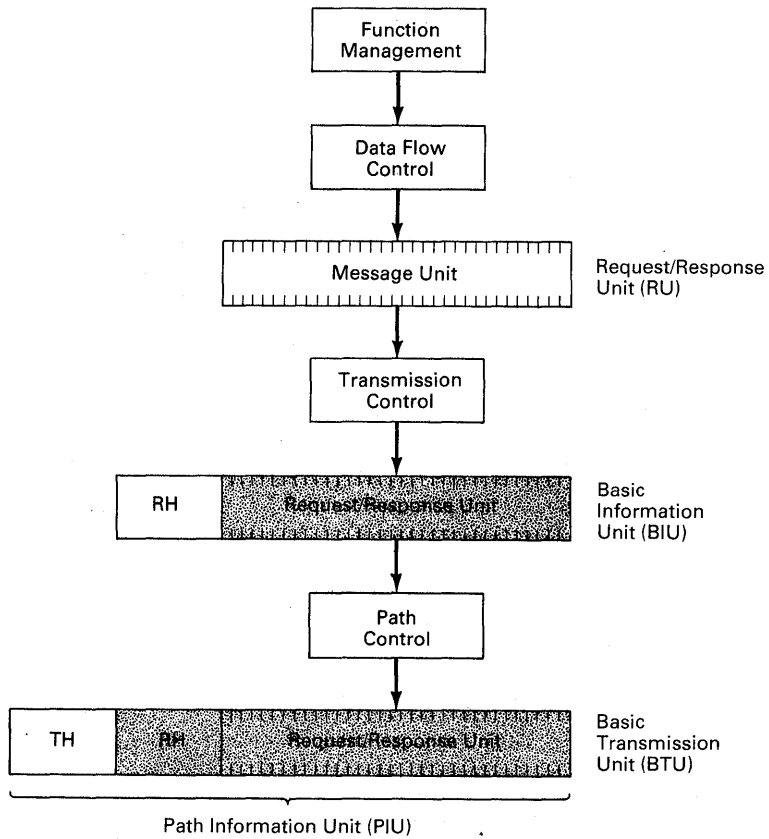 Function
Management
Data Flow
Control
Message Unit
Request/Response
Unit (RU)
Transmission
Control
RH
Request/Response Unit
Basic
Information
Unit (BIU)
Path
Control
TH
RH
Request/Response Unit
Basic
Transmission
Unit (BTU)
Path Information Unit (PIU)